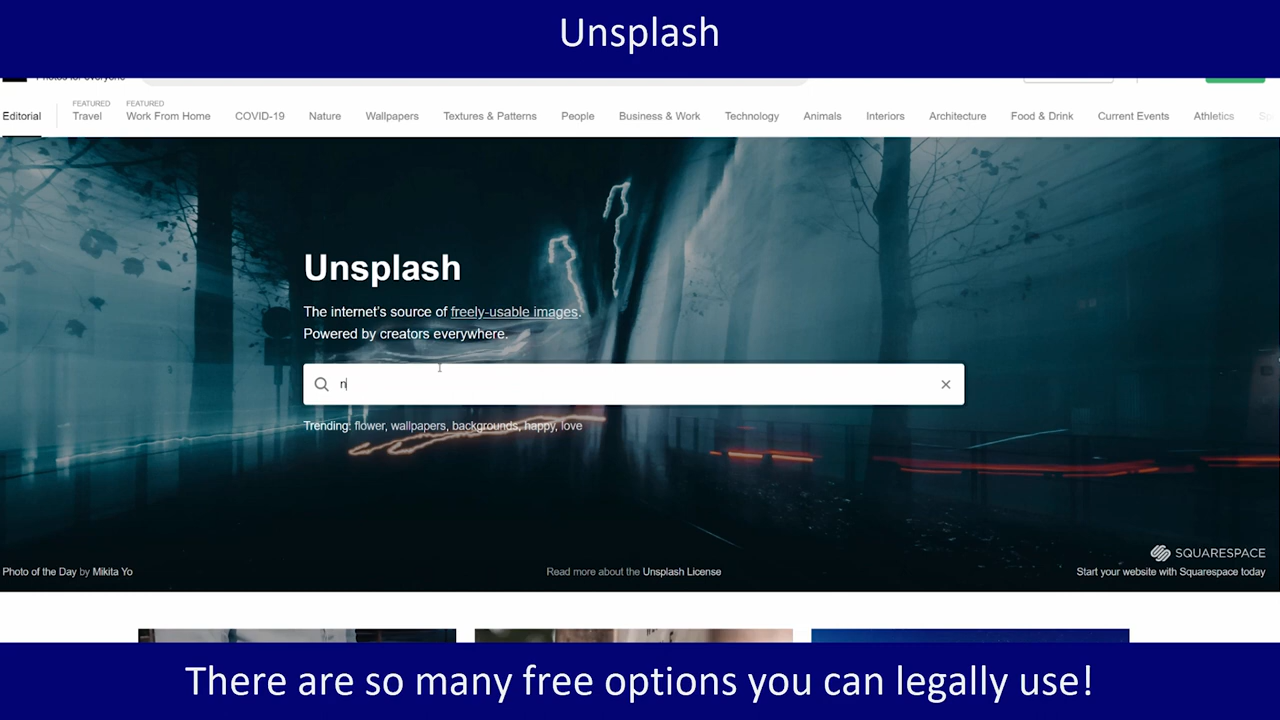 Unsplash
Photos for everyone
FEATURED FEATURED
Editorial Travel Work From Home COVID-19 Nature Wallpapers Textures & Patterns People Business & Work Technology Animals Interiors Architecture Food & Drink Current Events Athletics
Unsplash
The internet's source of freely-usable images.
Powered by creators everywhere.
n
Trending: flower, wallpapers, backgrounds, happy, love
SQUARESPACE
Photo of the Day by Mikita Yo Read more about the Unsplash License Start your website with Squarespace today
There are so many free options you can legally use!